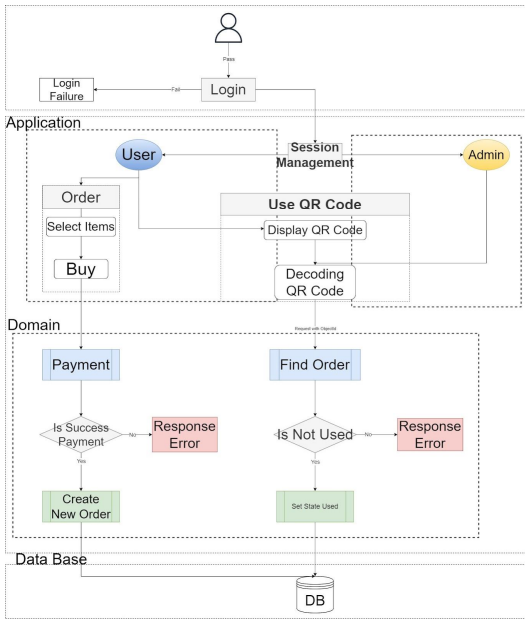 Pass
Login
Failure
Fail
Login
Application
User
Session
Management
Admin
Order
Select Items
Buy
Use QR Code
Display QR Code
Decoding
QR Code
Request with ObjectId
Domain
Payment
Find Order
Is Success
Payment
No
Response
Error
Is Not Used
No
Response
Error
Yes
Yes
Create
New Order
Set State Used
Data Base
DB